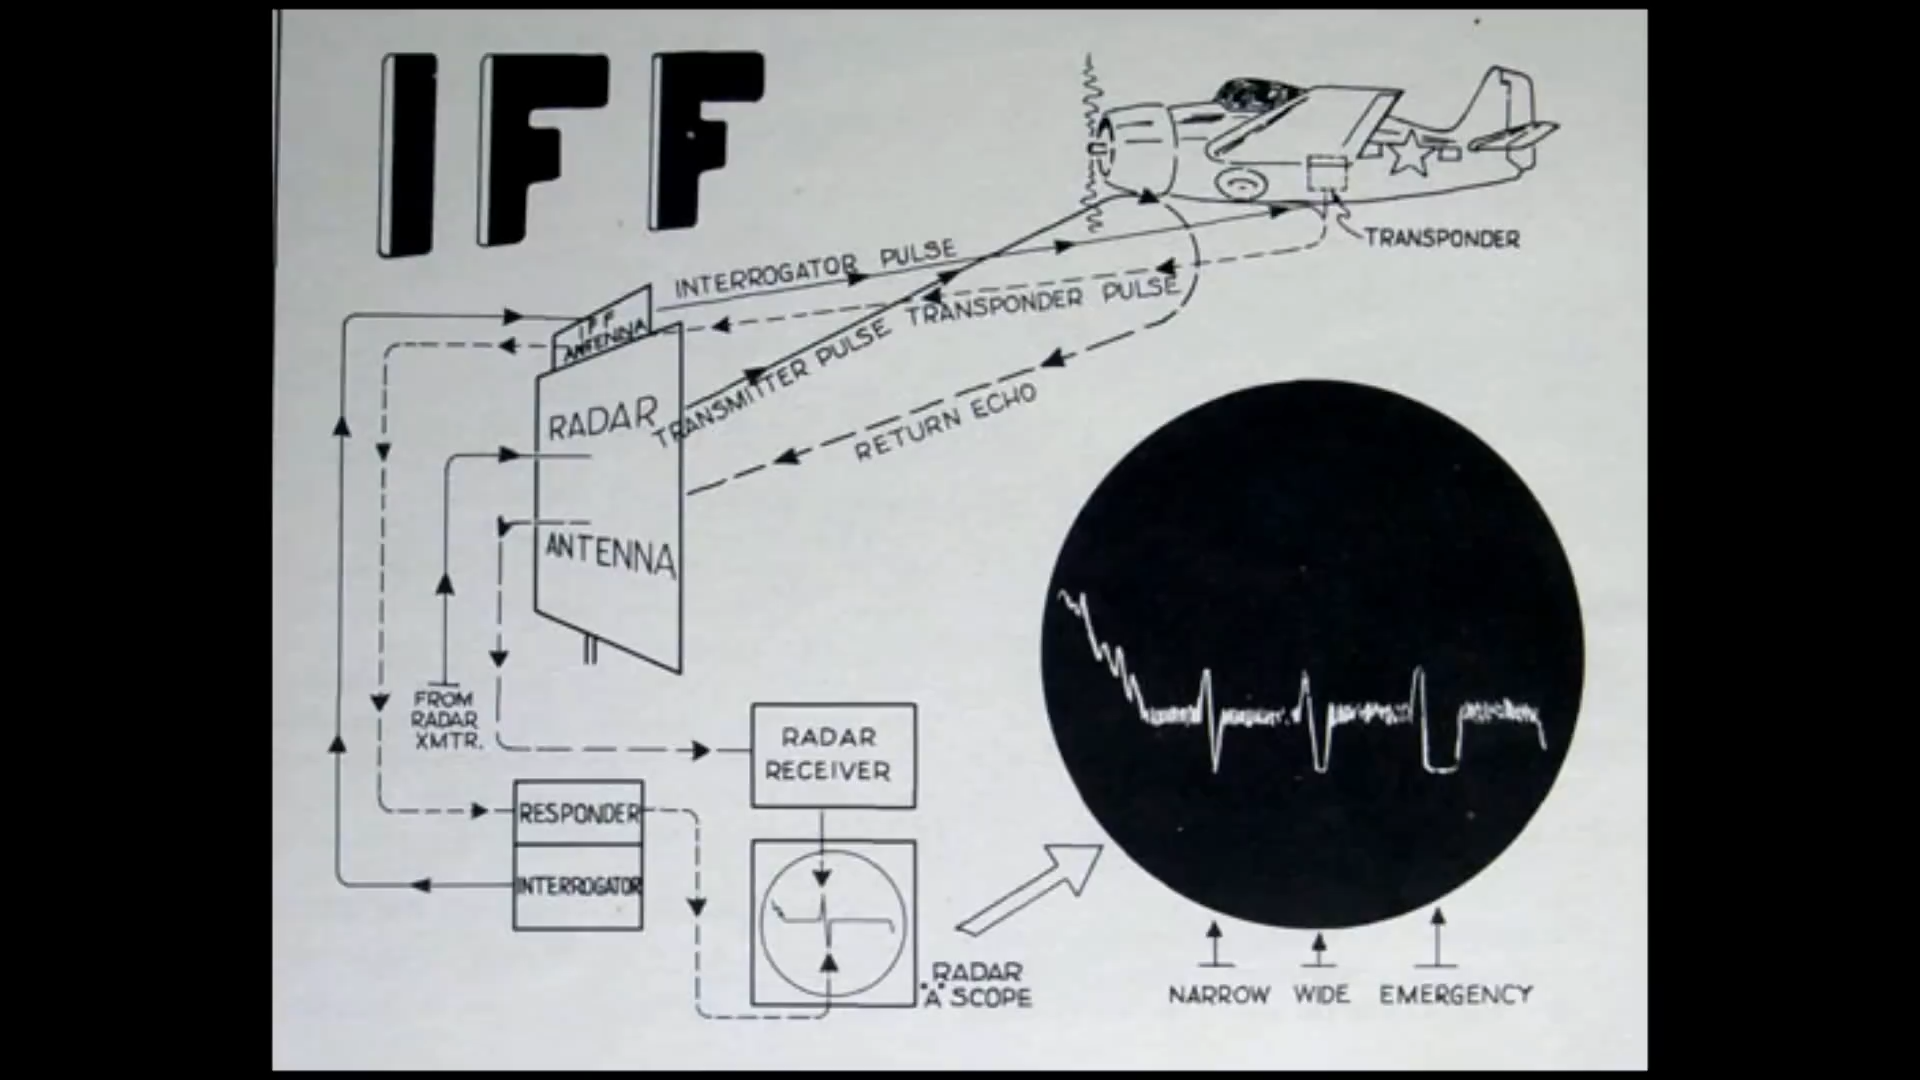 IFF
TRANSPONDER
INTERROGATOR PULSE
TRANSPONDER PULSE
TRANSMITTER PULSE
RETURN ECHO
IFF
ANTENNA
RADAR
ANTENNA
FROM
RADAR
XMTR.
RADAR
RECEIVER
RESPONDER
INTERROGATOR
RADAR
"A" SCOPE
NARROW WIDE EMERGENCY